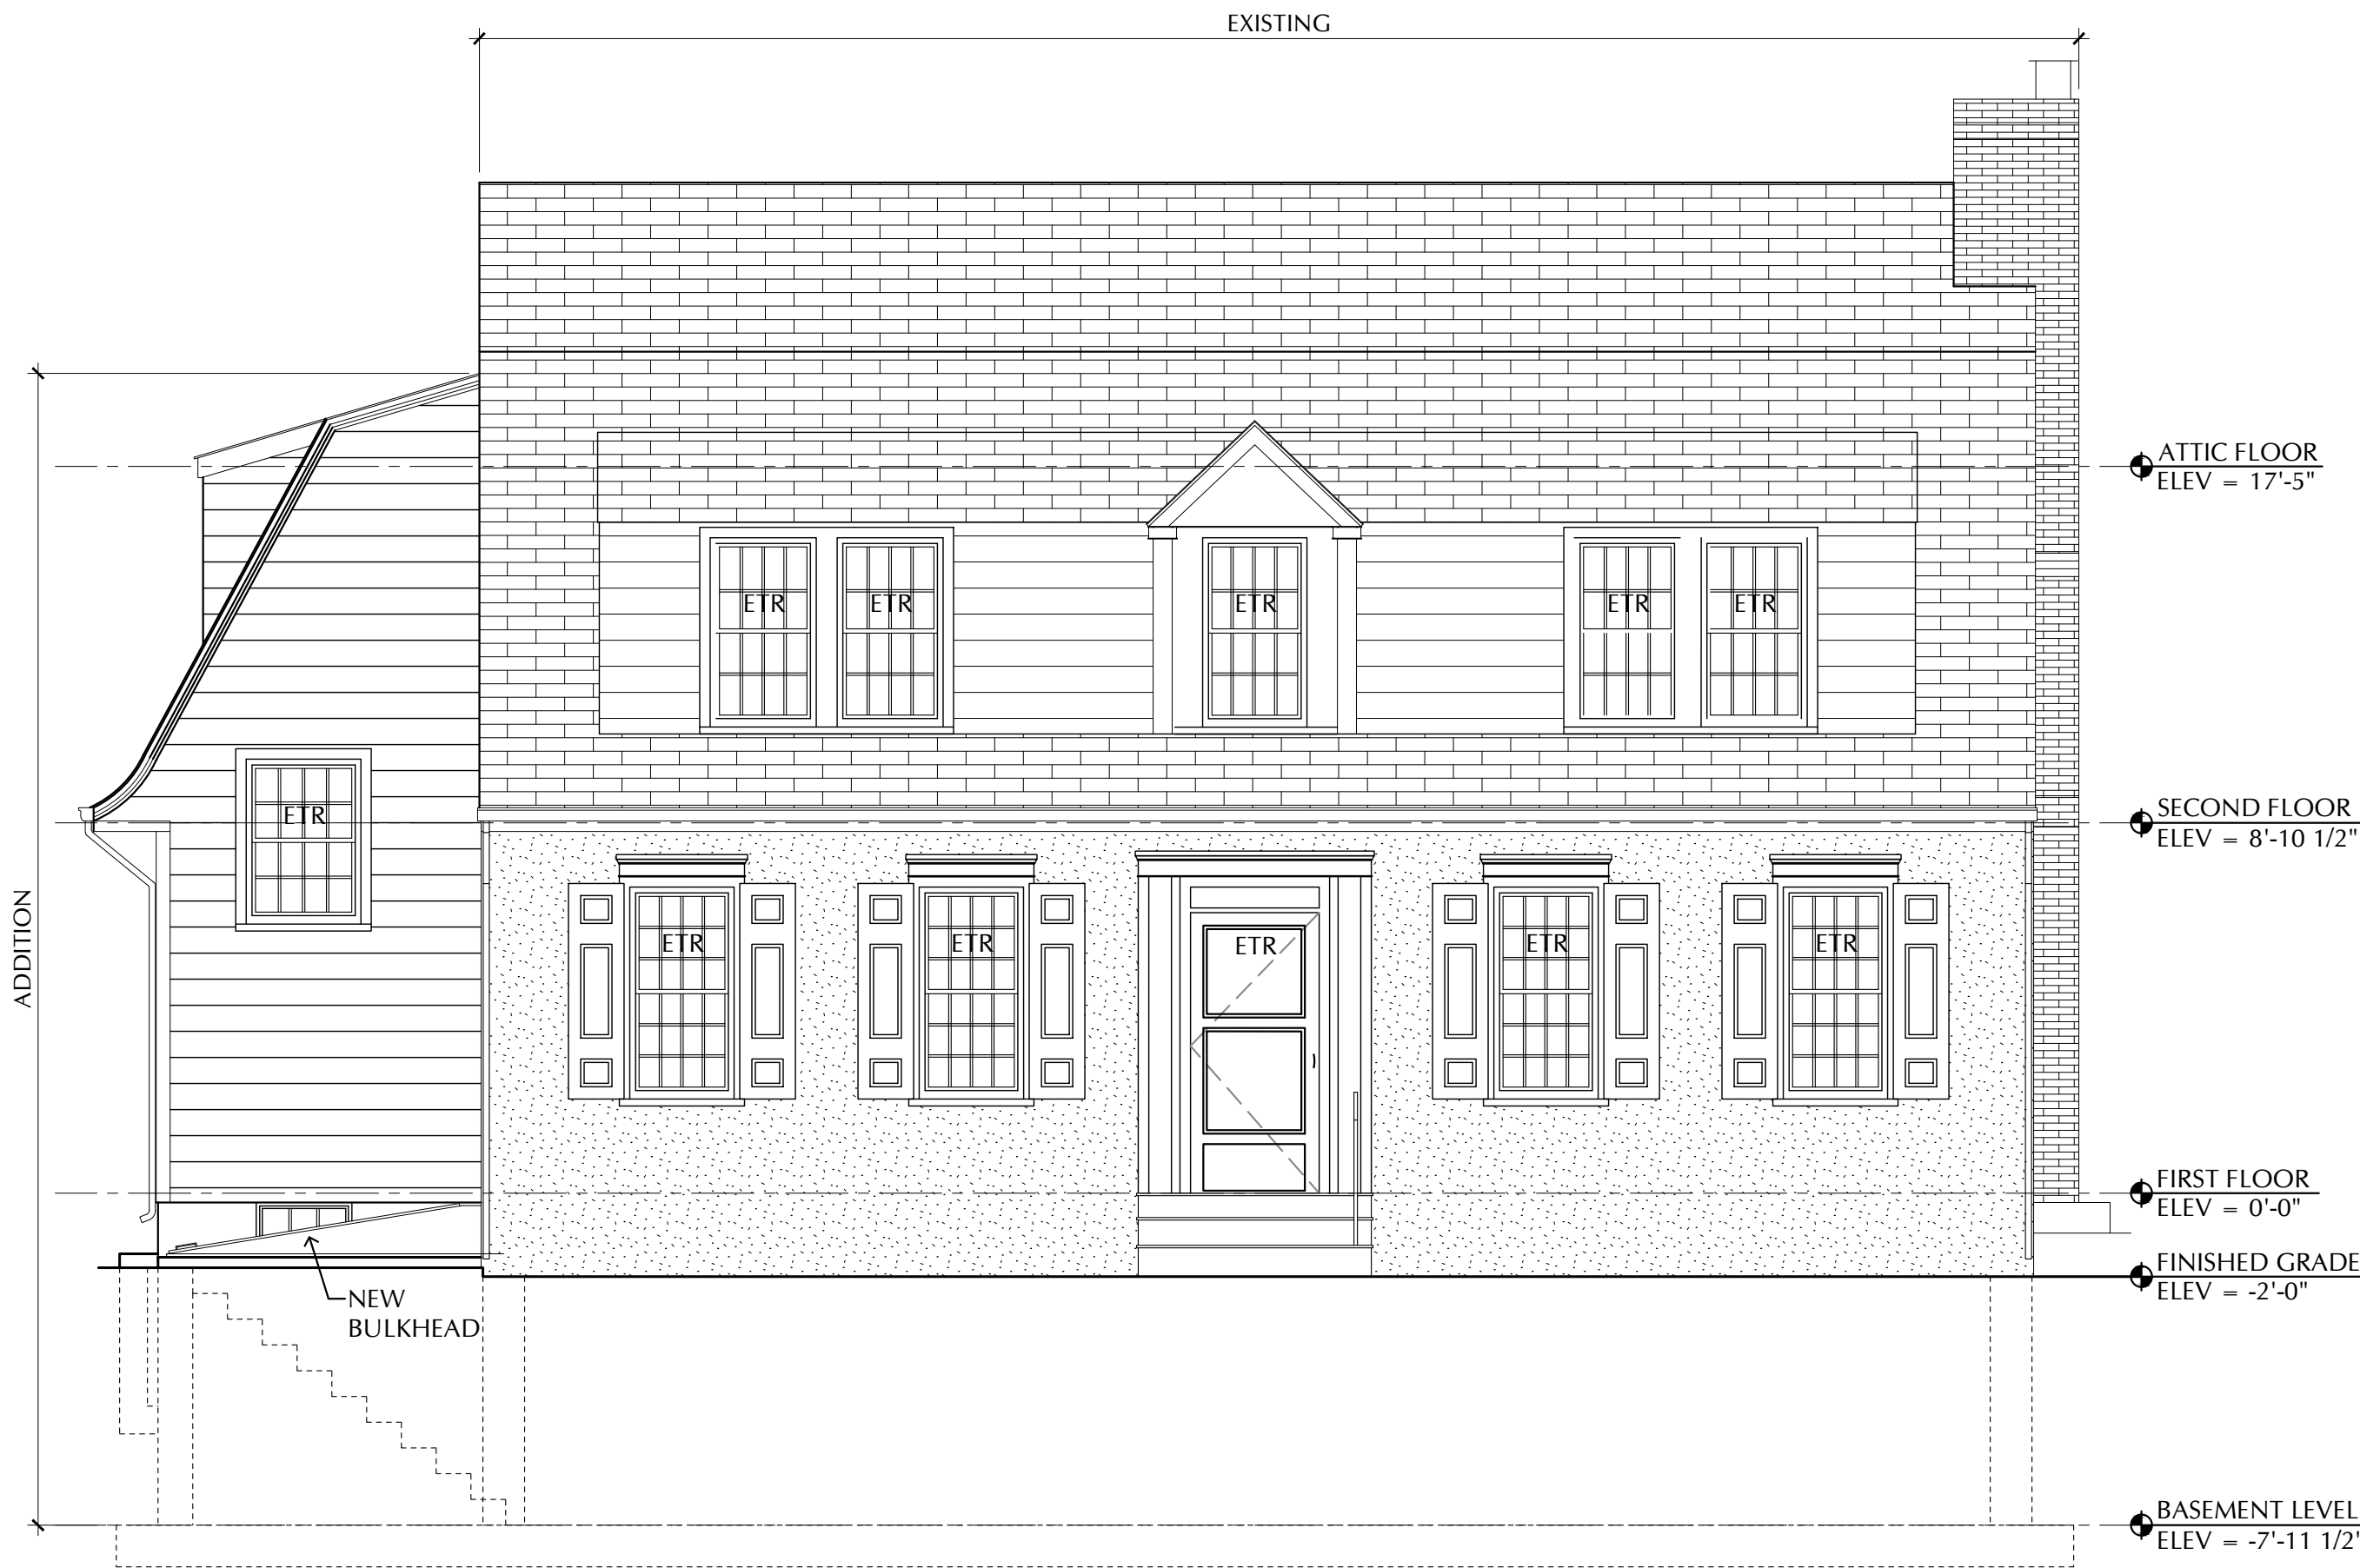 EXISTING
ATTIC FLOOR
ELEV = 17'-5"
ETR
ETR
ETR
ETR
ETR
SECOND FLOOR
ELEV = 8'-10 1/2"
ETR
ADDITION
ETR
ETR
ETR
ETR
ETR
FIRST FLOOR
ELEV = 0'-0"
FINISHED GRADE
ELEV = -2'-0"
NEW
BULKHEAD
BASEMENT LEVEL
ELEV = -7'-11 1/2"